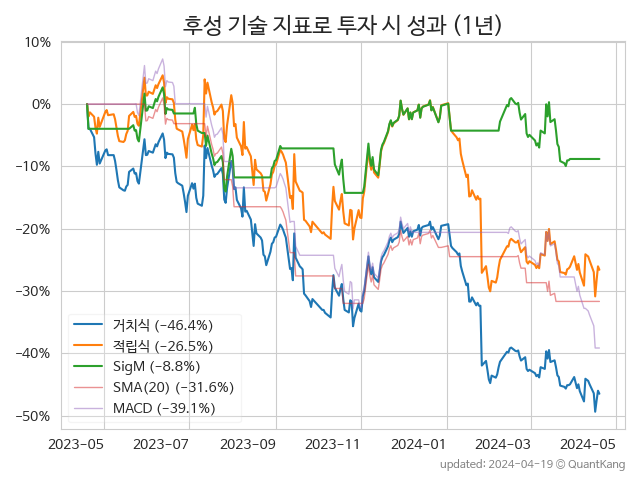 후성 기술 지표로 투자 시 성과 (1년)
10%
0%
−10%
−20%
−30%
−40%
−50%
거치식 (−46.4%)
적립식 (−26.5%)
SigM (−8.8%)
SMA(20) (−31.6%)
MACD (−39.1%)
2023−05 2023−07 2023−09 2023−11 2024−01 2024−03 2024−05
updated: 2024−04−19 © QuantKang